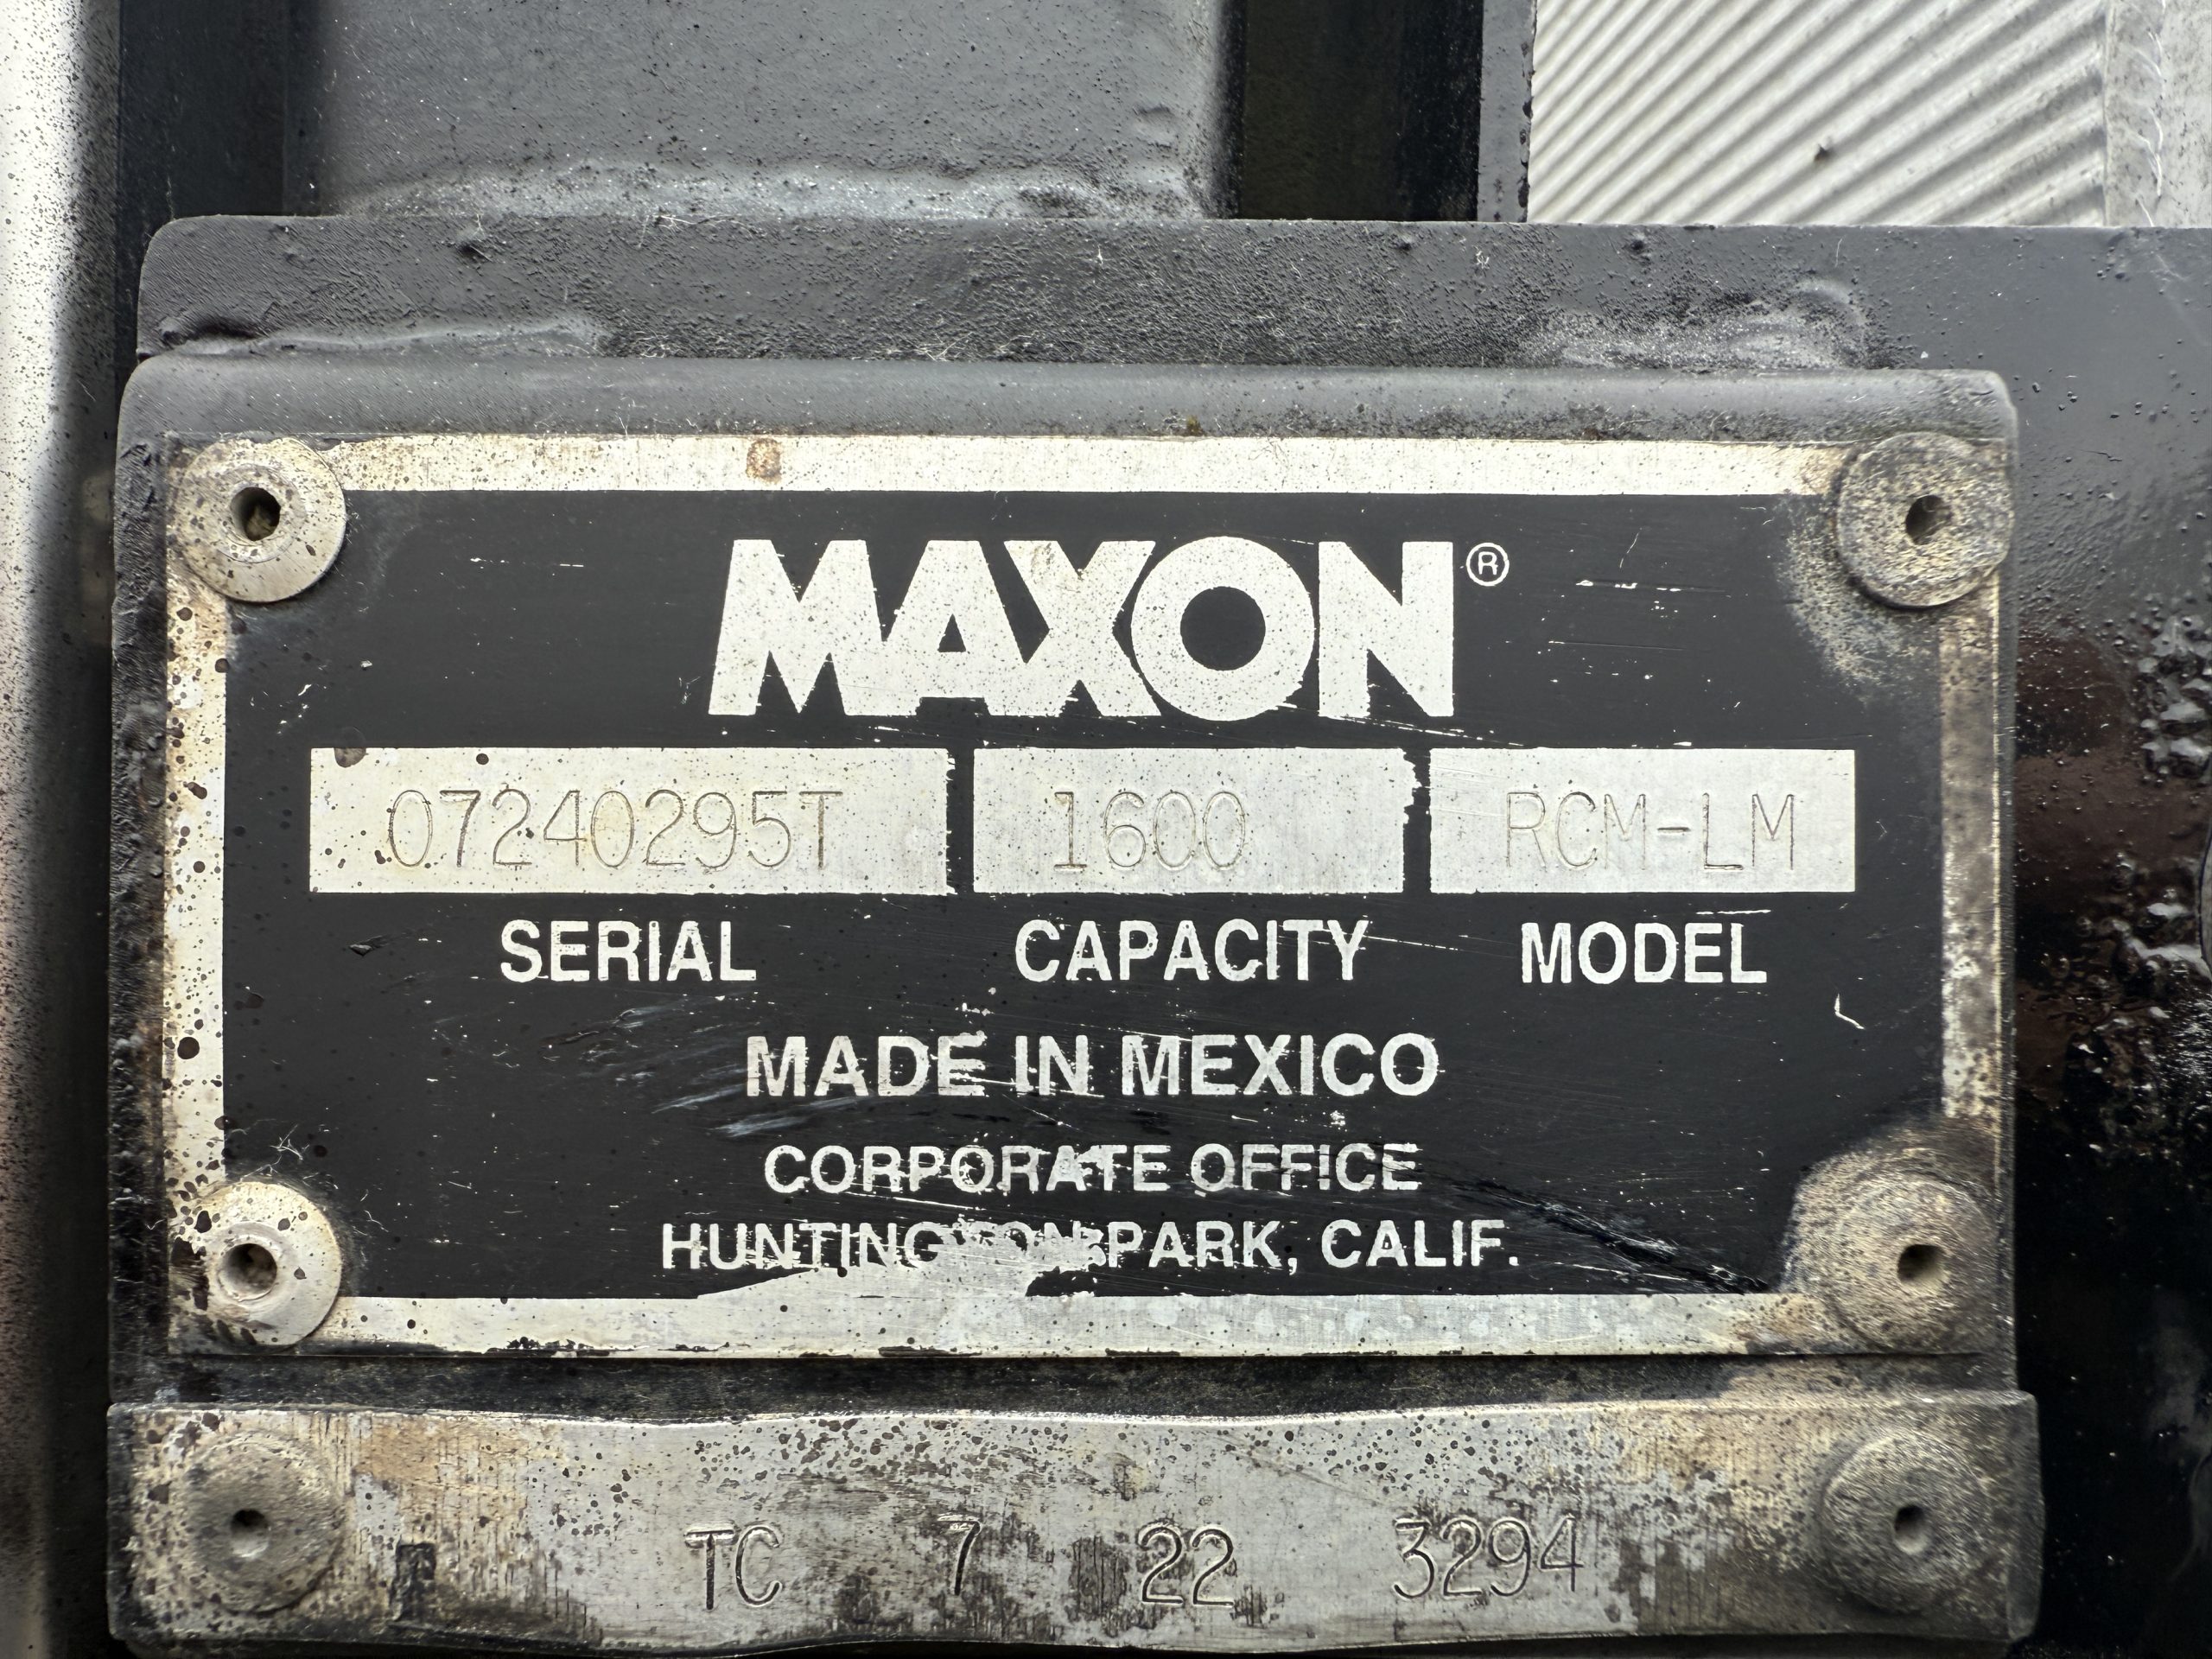 MAXON®
07240295T 1600 RCM-LM
SERIAL CAPACITY MODEL
MADE IN MEXICO
CORPORATE OFFICE
HUNTINGTON PARK, CALIF.
TC 7 22 3294